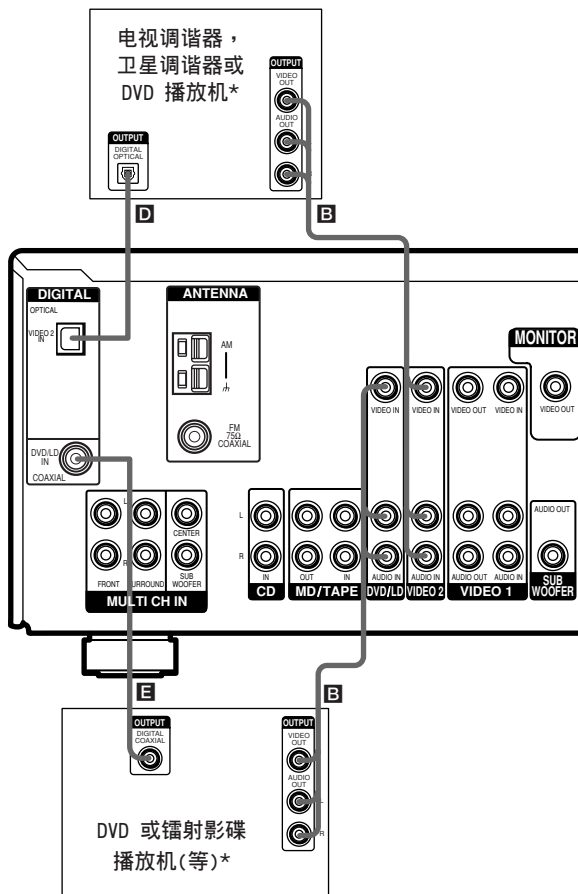 电视调谐器，
卫星调谐器或
DVD 播放机*
OUTPUT
VIDEO
OUT
AUDIO
OUT
OUTPUT
DIGITAL
OPTICAL
D
B
DIGITAL
OPTICAL
VIDEO 2
IN
DVD/LD
IN
COAXIAL
ANTENNA
AM
FM
75Ω
COAXIAL
MONITOR
VIDEO OUT
VIDEO IN
VIDEO IN
VIDEO OUT
VIDEO IN
L
R
FRONT
SURROUND
CENTER
SUB
WOOFER
MULTI CH IN
L
R
IN
CD
OUT
IN
MD/TAPE
AUDIO IN
DVD/LD
AUDIO IN
VIDEO 2
AUDIO OUT
AUDIO IN
VIDEO 1
AUDIO OUT
SUB
WOOFER
E
B
OUTPUT
DIGITAL
COAXIAL
OUTPUT
VIDEO
OUT
AUDIO
OUT
L
R
DVD 或镭射影碟
播放机(等)*